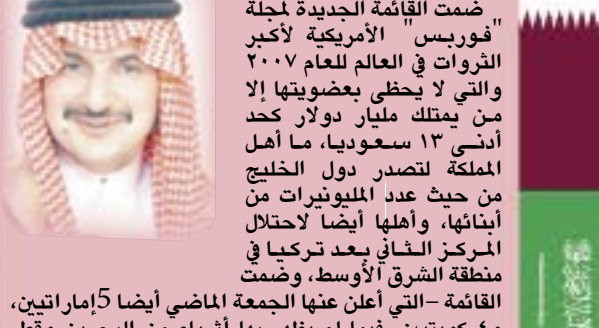 ضمت القائمة الجديدة لمجلة
"فوربس" الأمريكية لأكبر
الثروات في العالم للعام ٢٠٠٧
والتي لا يحظى بعضويتها إلا
من يمتلك مليار دولار كحد
أدنى ١٣ سعوديا، ما أهل
المملكة لتصدر دول الخليج
من حيث عدد المليونيرات من
أبنائها، وأهلها أيضا لاحتلال
المركز الثاني بعد تركيا في
منطقة الشرق الأوسط، وضمت
القائمة –التي أعلن عنها الجمعة الماضي أيضا 5إماراتيين،